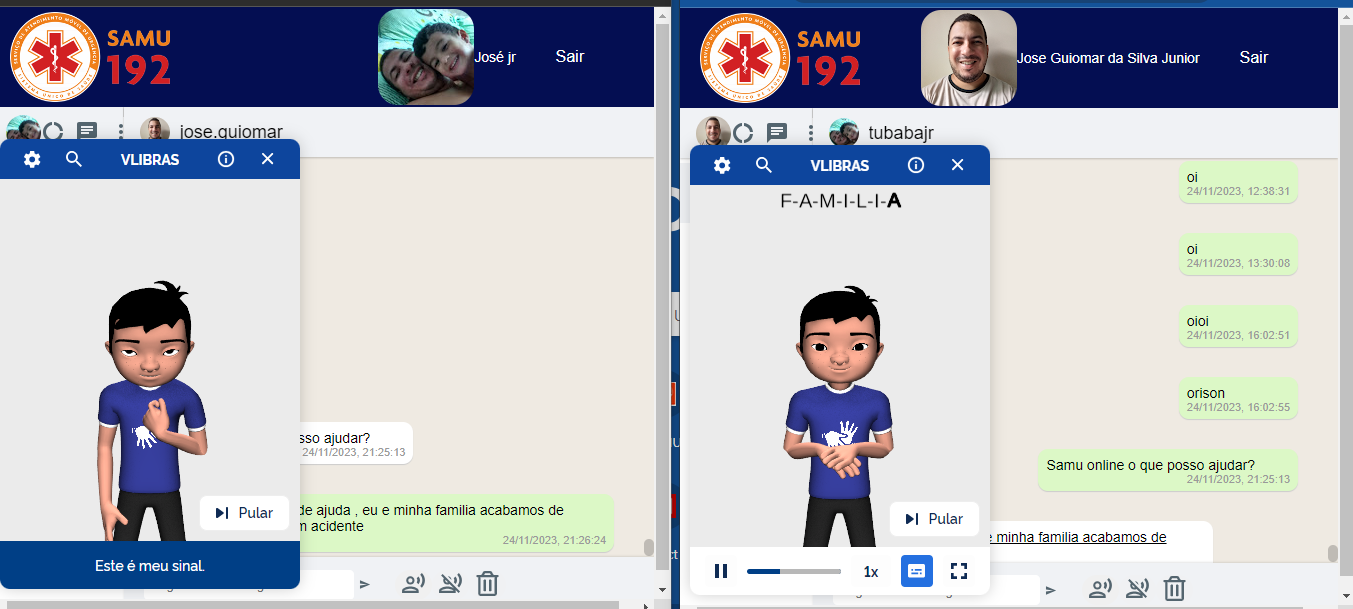 SAMU
192
José jr
Sair
jose.guiomar
VLIBRAS
sso ajudar?
24/11/2023, 21:25:13
de ajuda , eu e minha familia acabamos de
acidente
24/11/2023, 21:26:24
Pular
Este é meu sinal.
SAMU
192
Jose Guiomar da Silva Junior
Sair
tubabajr
VLIBRAS
F-A-M-I-L-I-A
oi
24/11/2023, 12:38:31
oi
24/11/2023, 13:30:08
oioi
24/11/2023, 16:02:51
orison
24/11/2023, 16:02:55
Samu online o que posso ajudar?
24/11/2023, 21:25:13
e minha familia acabamos de
Pular
1x